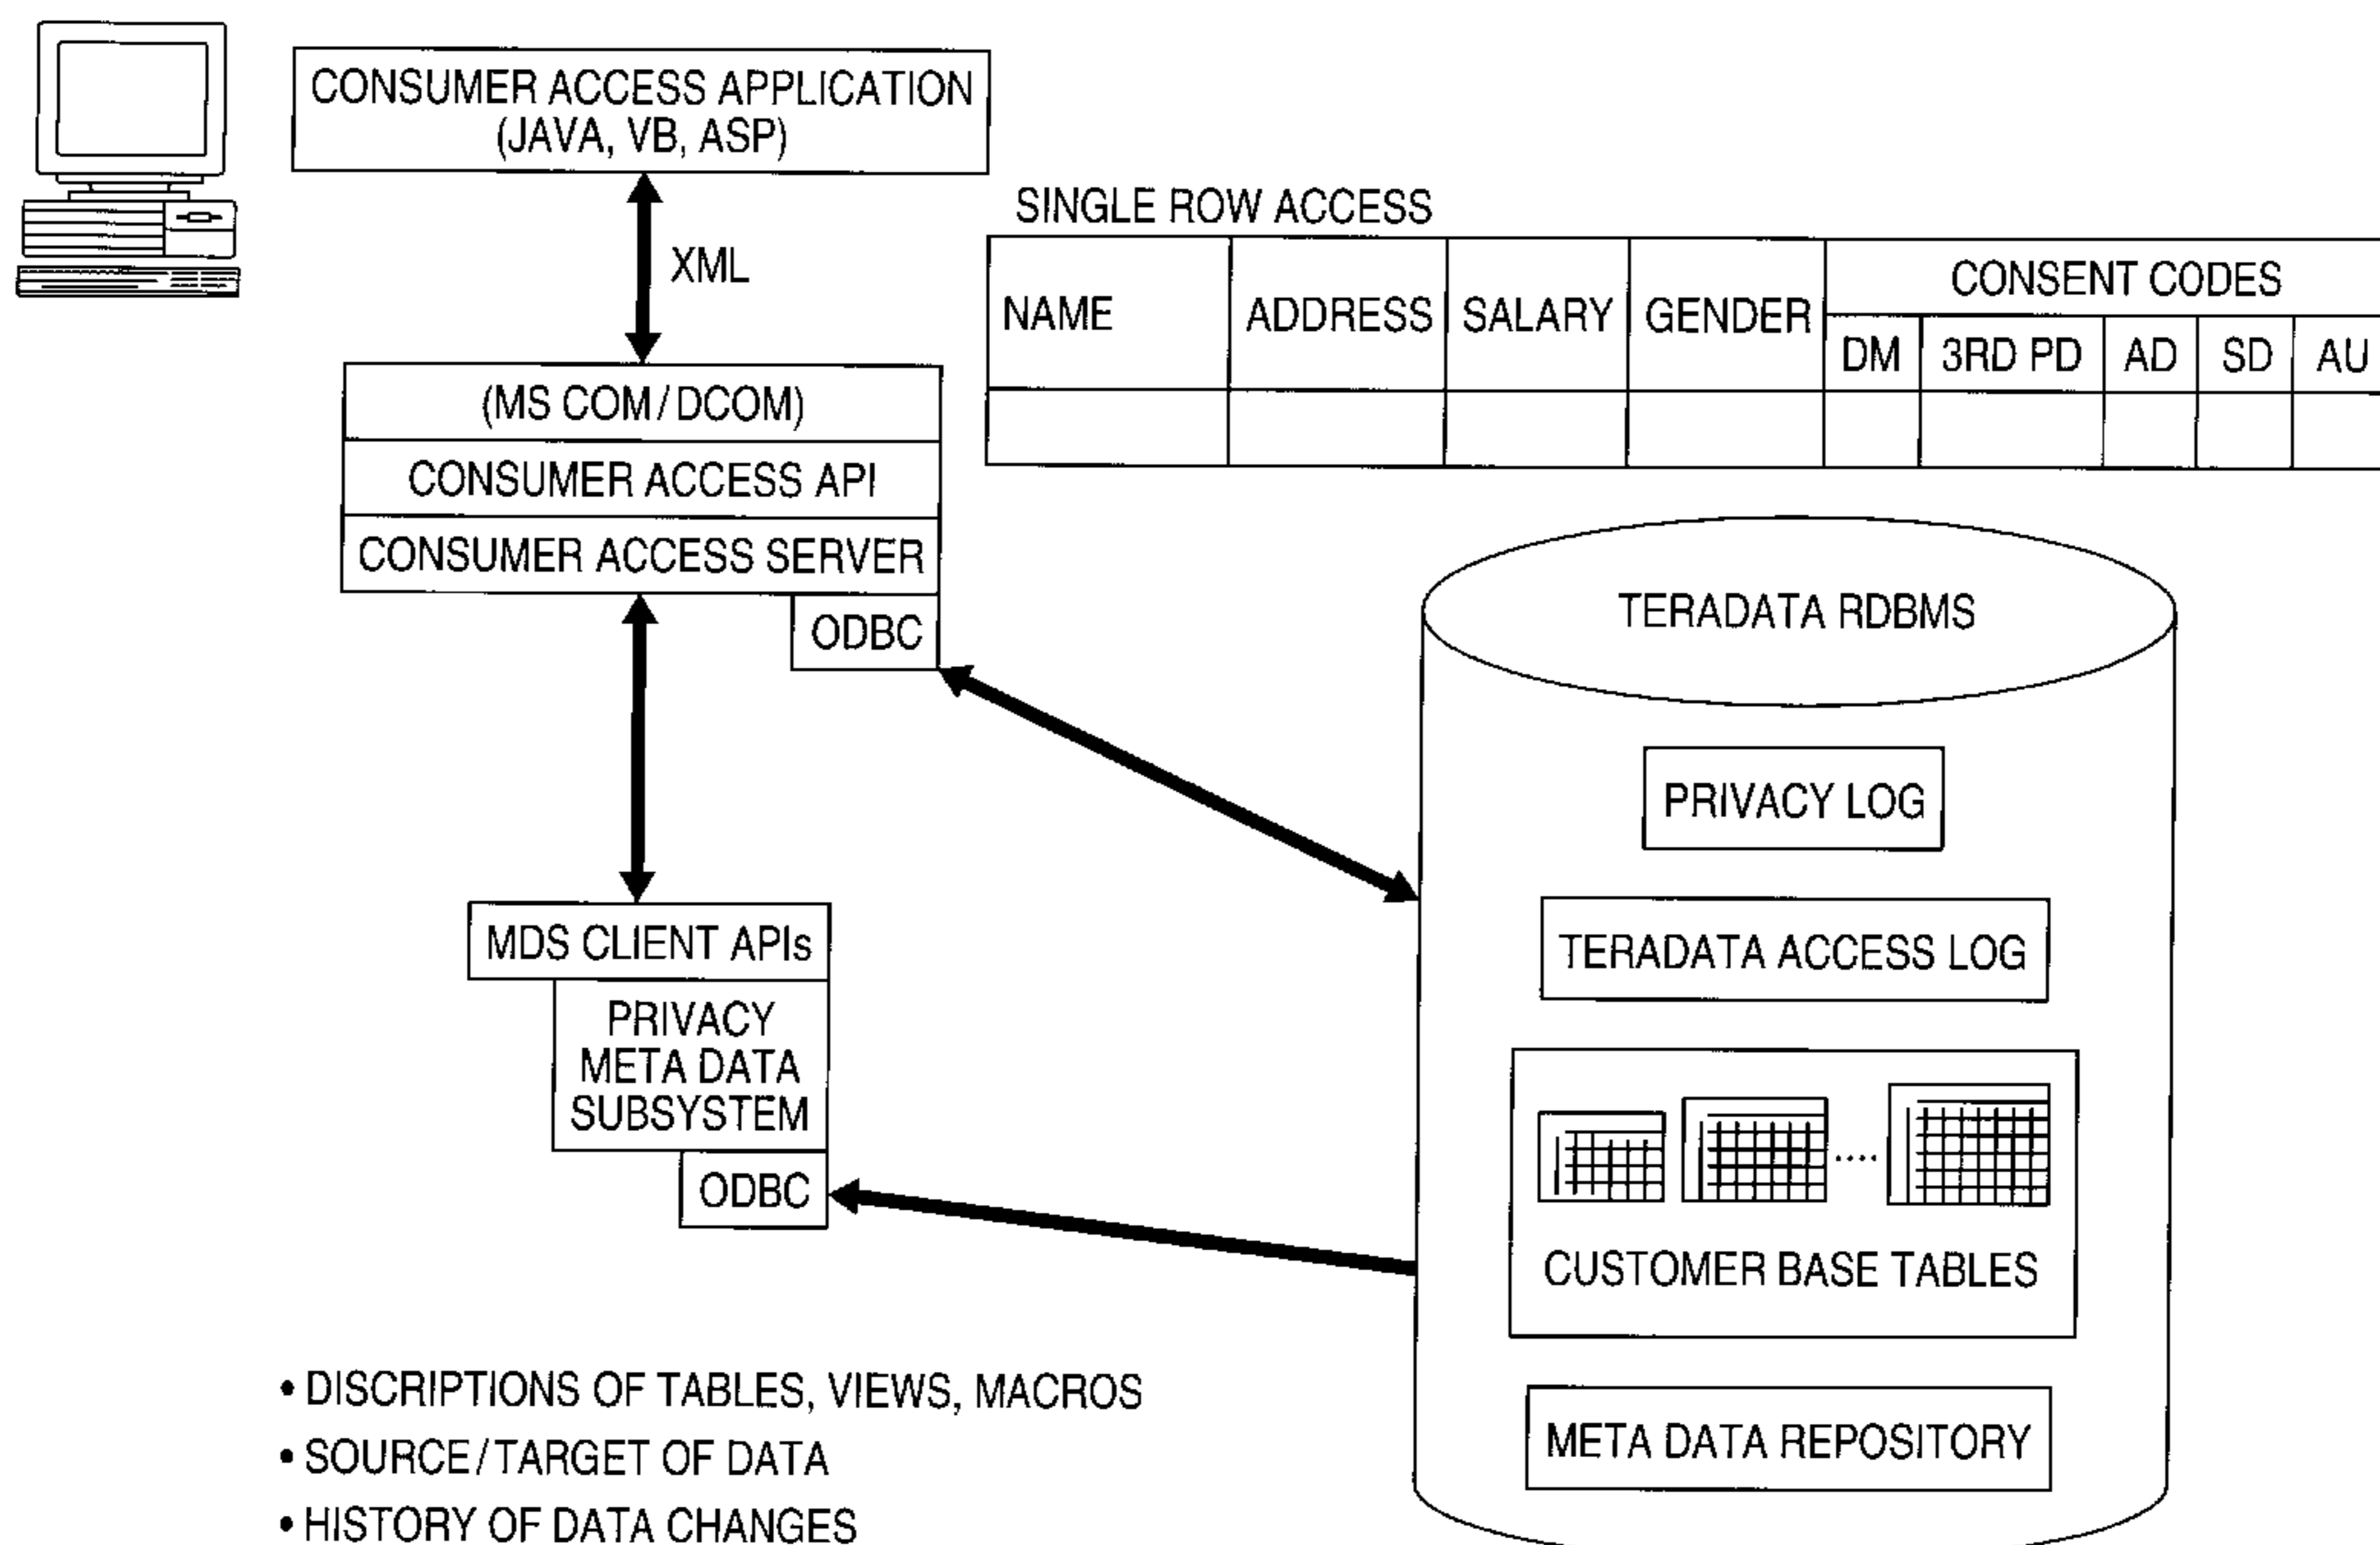 CONSUMER ACCESS APPLICATION
(JAVA, VB, ASP)
XML
SINGLE ROW ACCESS
NAME
ADDRESS
SALARY
GENDER
CONSENT CODES
DM
3RD PD
AD
SD
AU
(MS COM/DCOM)
CONSUMER ACCESS API
CONSUMER ACCESS SERVER
ODBC
TERADATA RDBMS
PRIVACY LOG
TERADATA ACCESS LOG
CUSTOMER BASE TABLES
META DATA REPOSITORY
MDS CLIENT APIs
PRIVACY
META DATA
SUBSYSTEM
ODBC
• DISCRIPTIONS OF TABLES, VIEWS, MACROS
• SOURCE/TARGET OF DATA
• HISTORY OF DATA CHANGES